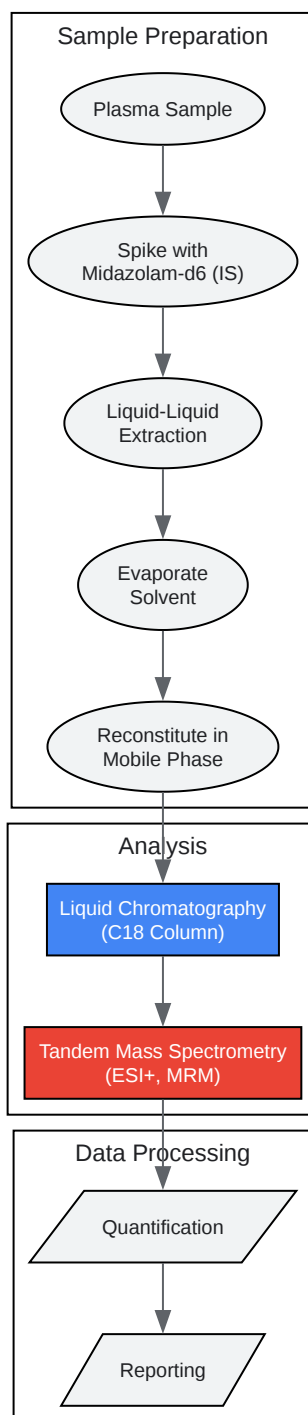 Sample Preparation
Plasma Sample
Spike with
Midazolam-d6 (IS)
Liquid-Liquid
Extraction
Evaporate
Solvent
Reconstitute in
Mobile Phase
Analysis
Liquid Chromatography
(C18 Column)
Tandem Mass Spectrometry
(ESI+, MRM)
Data Processing
Quantification
Reporting